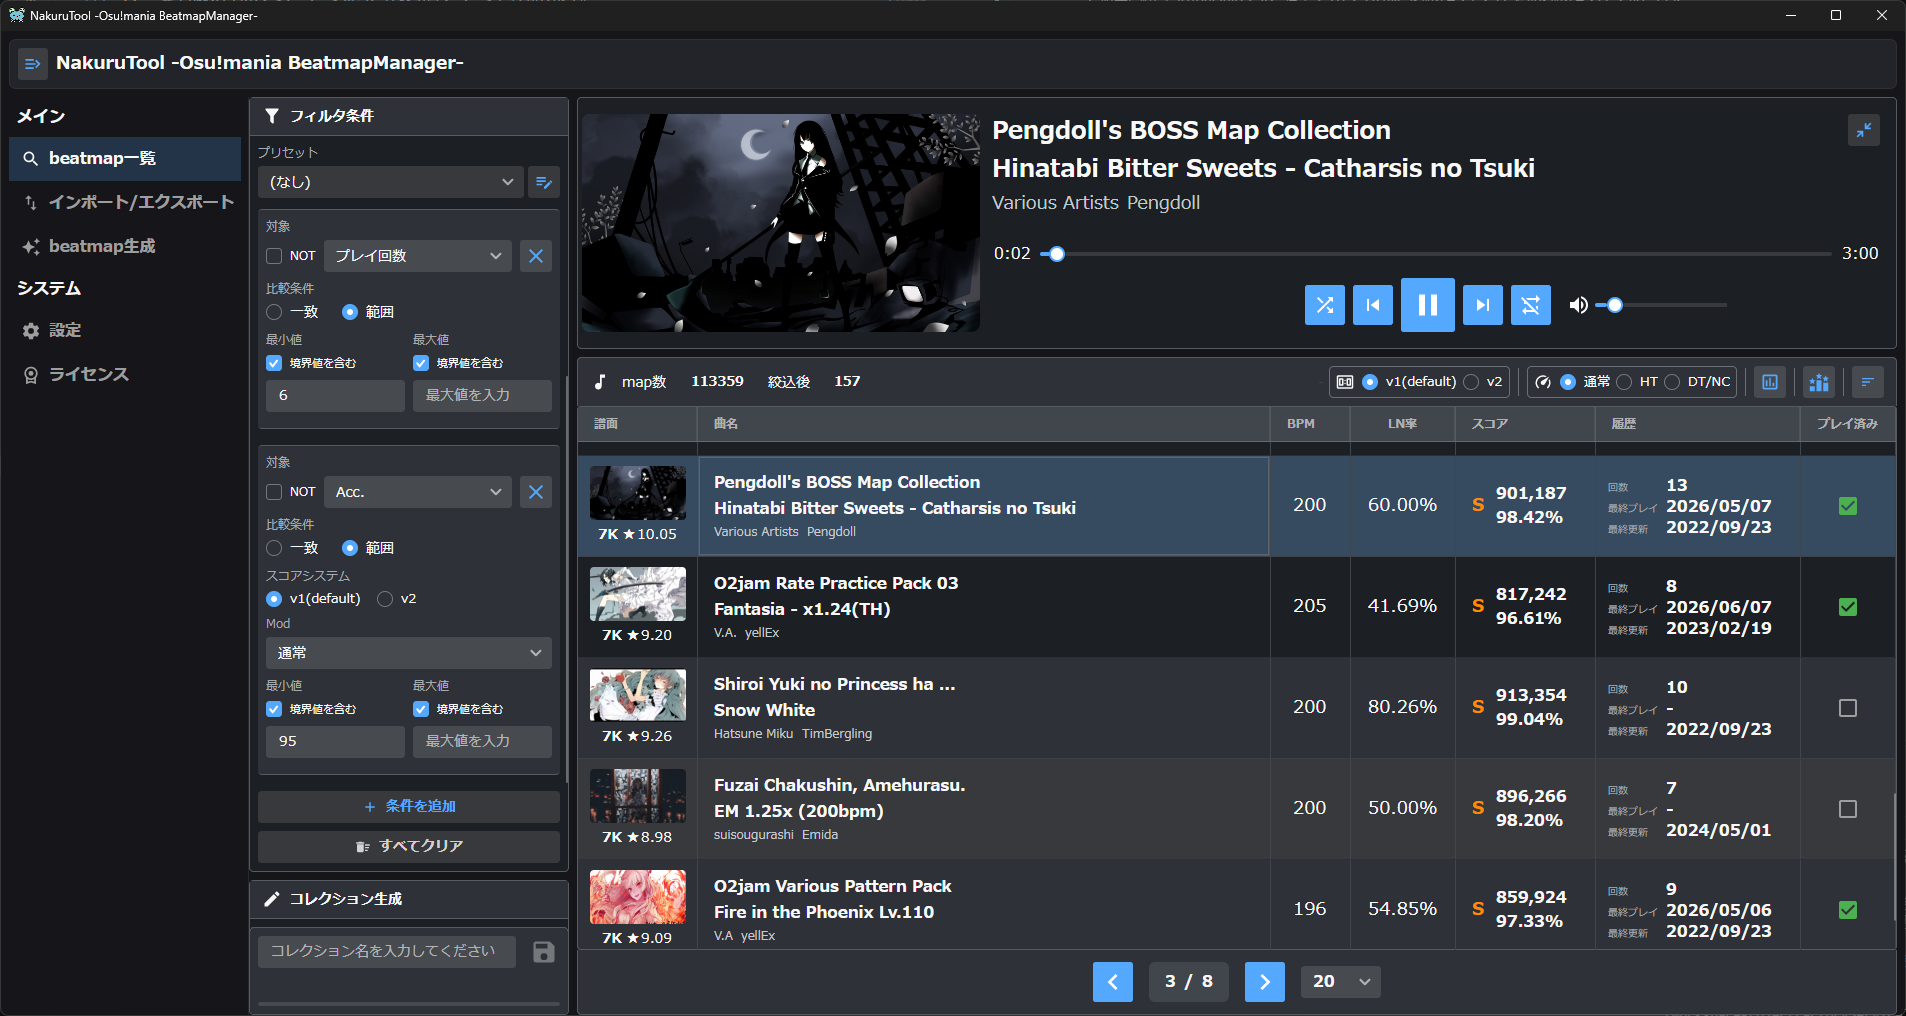 NakuruTool -Osu!mania BeatmapManager-
NakuruTool -Osu!mania BeatmapManager-
メイン
beatmap一覧
インポート/エクスポート
beatmap生成
システム
設定
ライセンス
フィルタ条件
プリセット
(なし)
対象
NOT プレイ回数
比較条件
一致 範囲
最小値 最大値
境界値を含む 境界値を含む
6 最大値を入力
対象
NOT Acc.
比較条件
一致 範囲
スコアシステム
v1(default) v2
Mod
通常
最小値 最大値
境界値を含む 境界値を含む
95 最大値を入力
条件を追加
すべてクリア
コレクション生成
コレクション名を入力してください
Pengdoll's BOSS Map Collection
Hinatabi Bitter Sweets - Catharsis no Tsuki
Various Artists Pengdoll
0:02 3:00
map数 113359 絞込後 157 v1(default) v2 通常 HT DT/NC
譜面 曲名 BPM LN率 スコア 履歴 プレイ済み
7K ★10.05
Pengdoll's BOSS Map Collection
Hinatabi Bitter Sweets - Catharsis no Tsuki
Various Artists Pengdoll
200 60.00% S 901,187
98.42%
回数 13
最終プレイ 2026/05/07
最終更新 2022/09/23
7K ★9.20
O2jam Rate Practice Pack 03
Fantasia - x1.24(TH)
V.A. yellEx
205 41.69% S 817,242
96.61%
回数 8
最終プレイ 2026/06/07
最終更新 2023/02/19
7K ★9.26
Shiroi Yuki no Princess ha ...
Snow White
Hatsune Miku TimBergling
200 80.26% S 913,354
99.04%
回数 10
最終プレイ -
最終更新 2022/09/23
7K ★8.98
Fuzai Chakushin, Amehurasu.
EM 1.25x (200bpm)
suisougurashi Emida
200 50.00% S 896,266
98.20%
回数 7
最終プレイ -
最終更新 2024/05/01
7K ★9.09
O2jam Various Pattern Pack
Fire in the Phoenix Lv.110
V.A yellEx
196 54.85% S 859,924
97.33%
回数 9
最終プレイ 2026/05/06
最終更新 2022/09/23
3 / 8 20